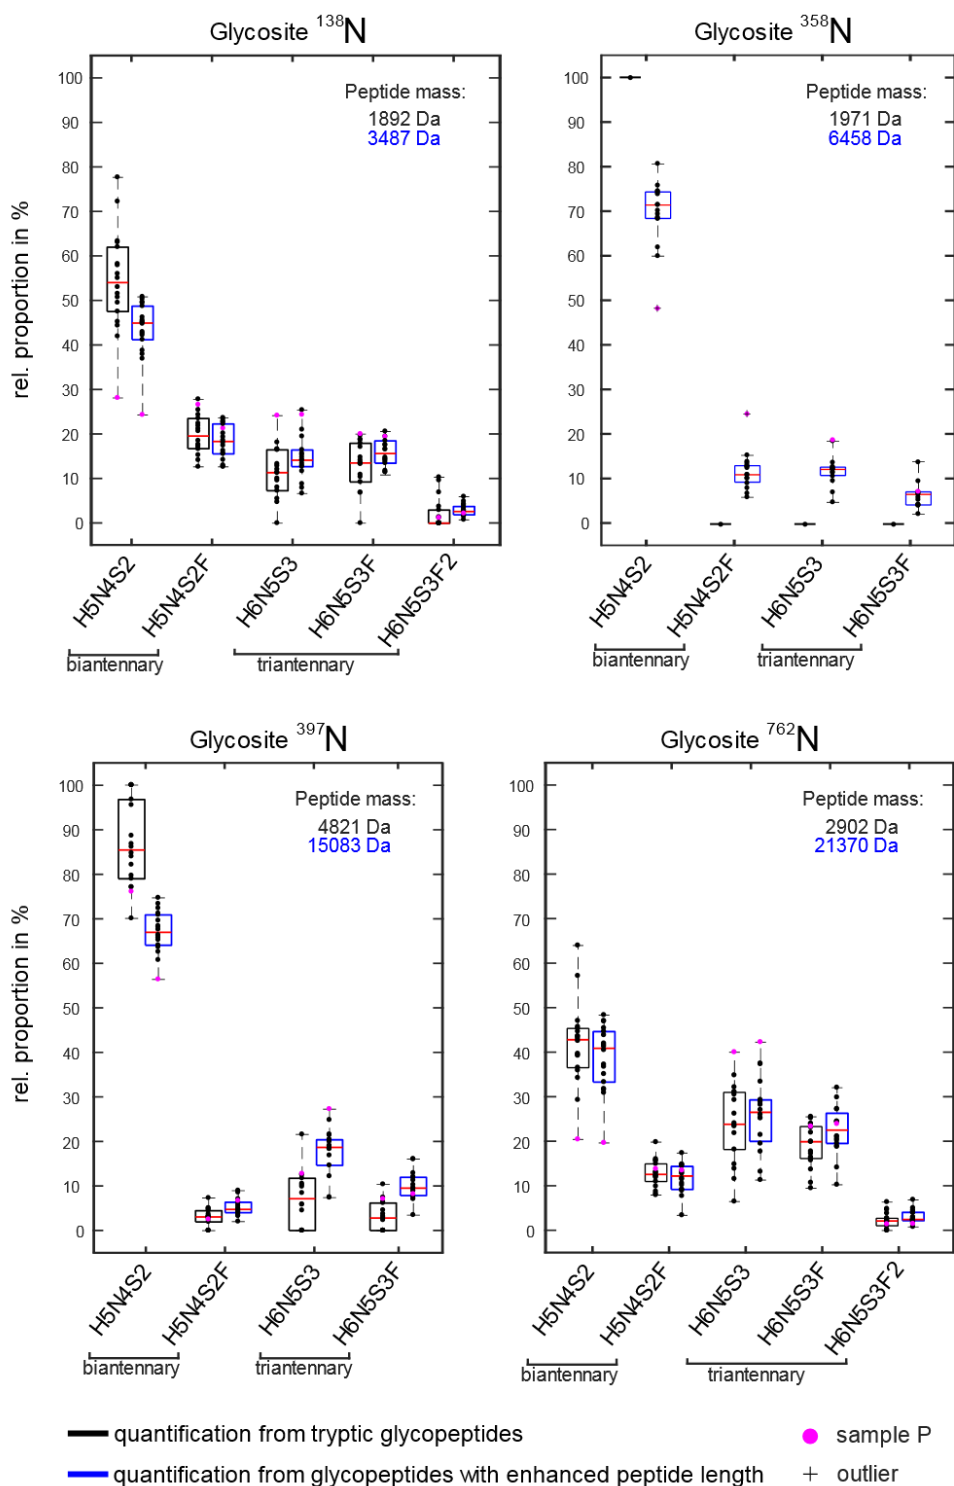 Glycosite 138N
Peptide mass:
1892 Da
3487 Da
rel. proportion in %
100
90
80
70
60
50
40
30
20
10
0
H5N4S2
H5N4S2F
H6N5S3
H6N5S3F
H6N5S3F2
biantennary
triantennary
Glycosite 358N
Peptide mass:
1971 Da
6458 Da
100
90
80
70
60
50
40
30
20
10
0
H5N4S2
H5N4S2F
H6N5S3
H6N5S3F
biantennary
triantennary
Glycosite 397N
Peptide mass:
4821 Da
15083 Da
rel. proportion in %
100
90
80
70
60
50
40
30
20
10
0
H5N4S2
H5N4S2F
H6N5S3
H6N5S3F
biantennary
triantennary
Glycosite 762N
Peptide mass:
2902 Da
21370 Da
100
90
80
70
60
50
40
30
20
10
0
H5N4S2
H5N4S2F
H6N5S3
H6N5S3F
H6N5S3F2
biantennary
triantennary
quantification from tryptic glycopeptides
sample P
quantification from glycopeptides with enhanced peptide length
outlier